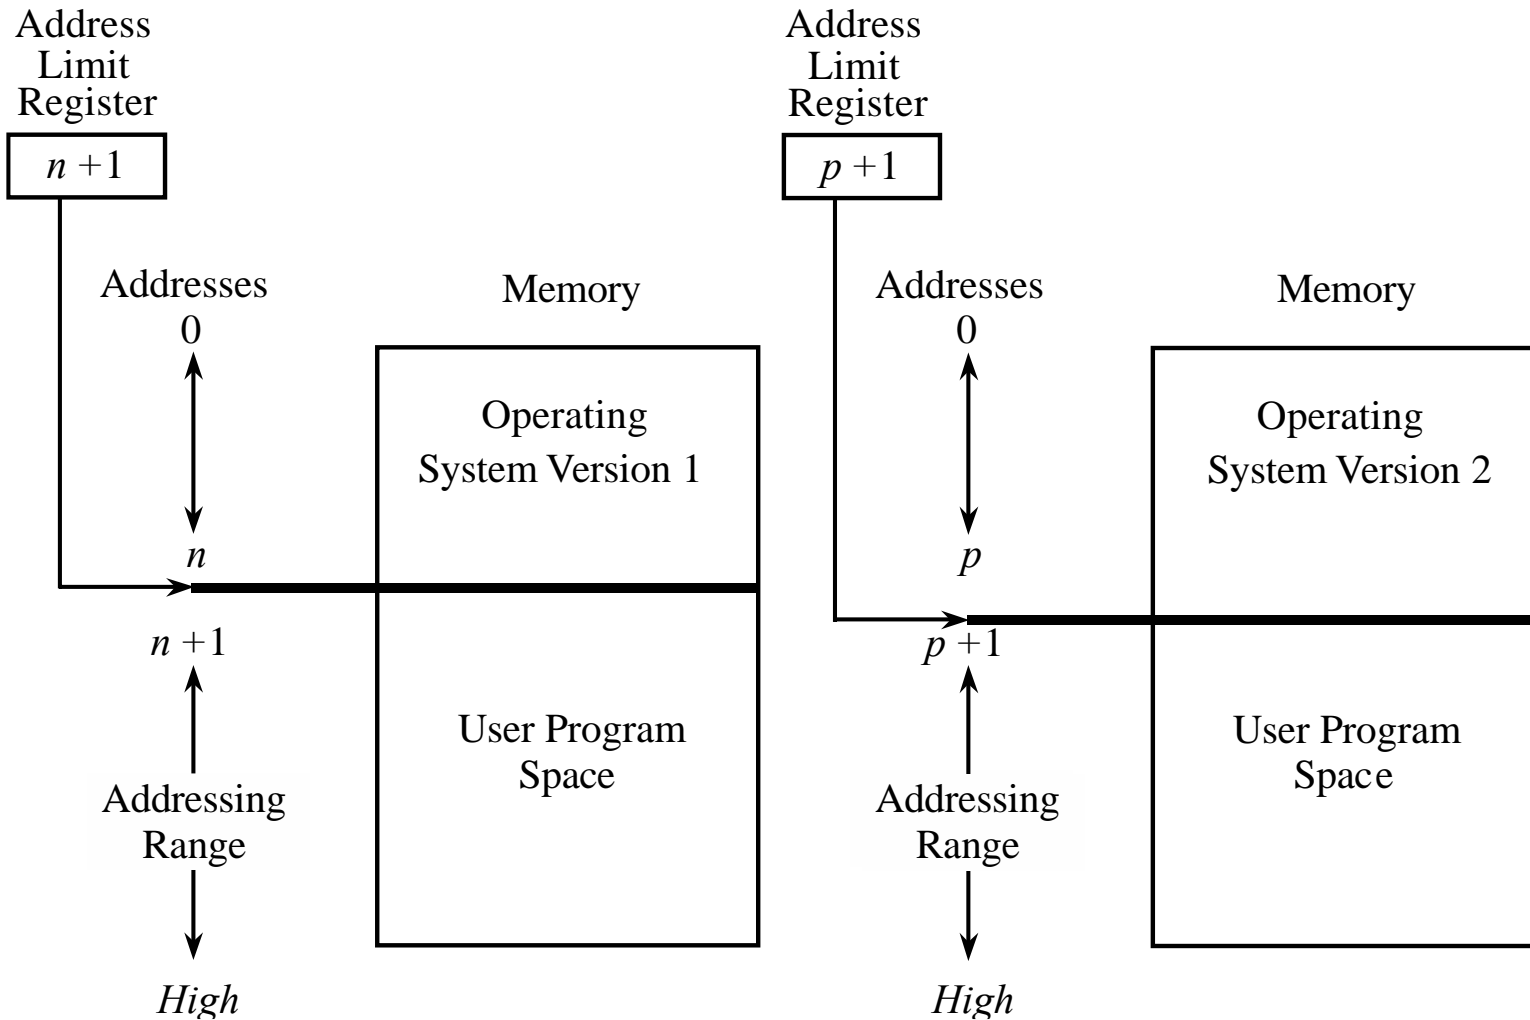 Address
Limit
Register
n +1
Addresses
0
n
n +1
Addressing
Range
High
Memory
Operating
System Version 1
User Program
Space
Address
Limit
Register
p +1
Addresses
0
p
p +1
Addressing
Range
High
Memory
Operating
System Version 2
User Program
Space